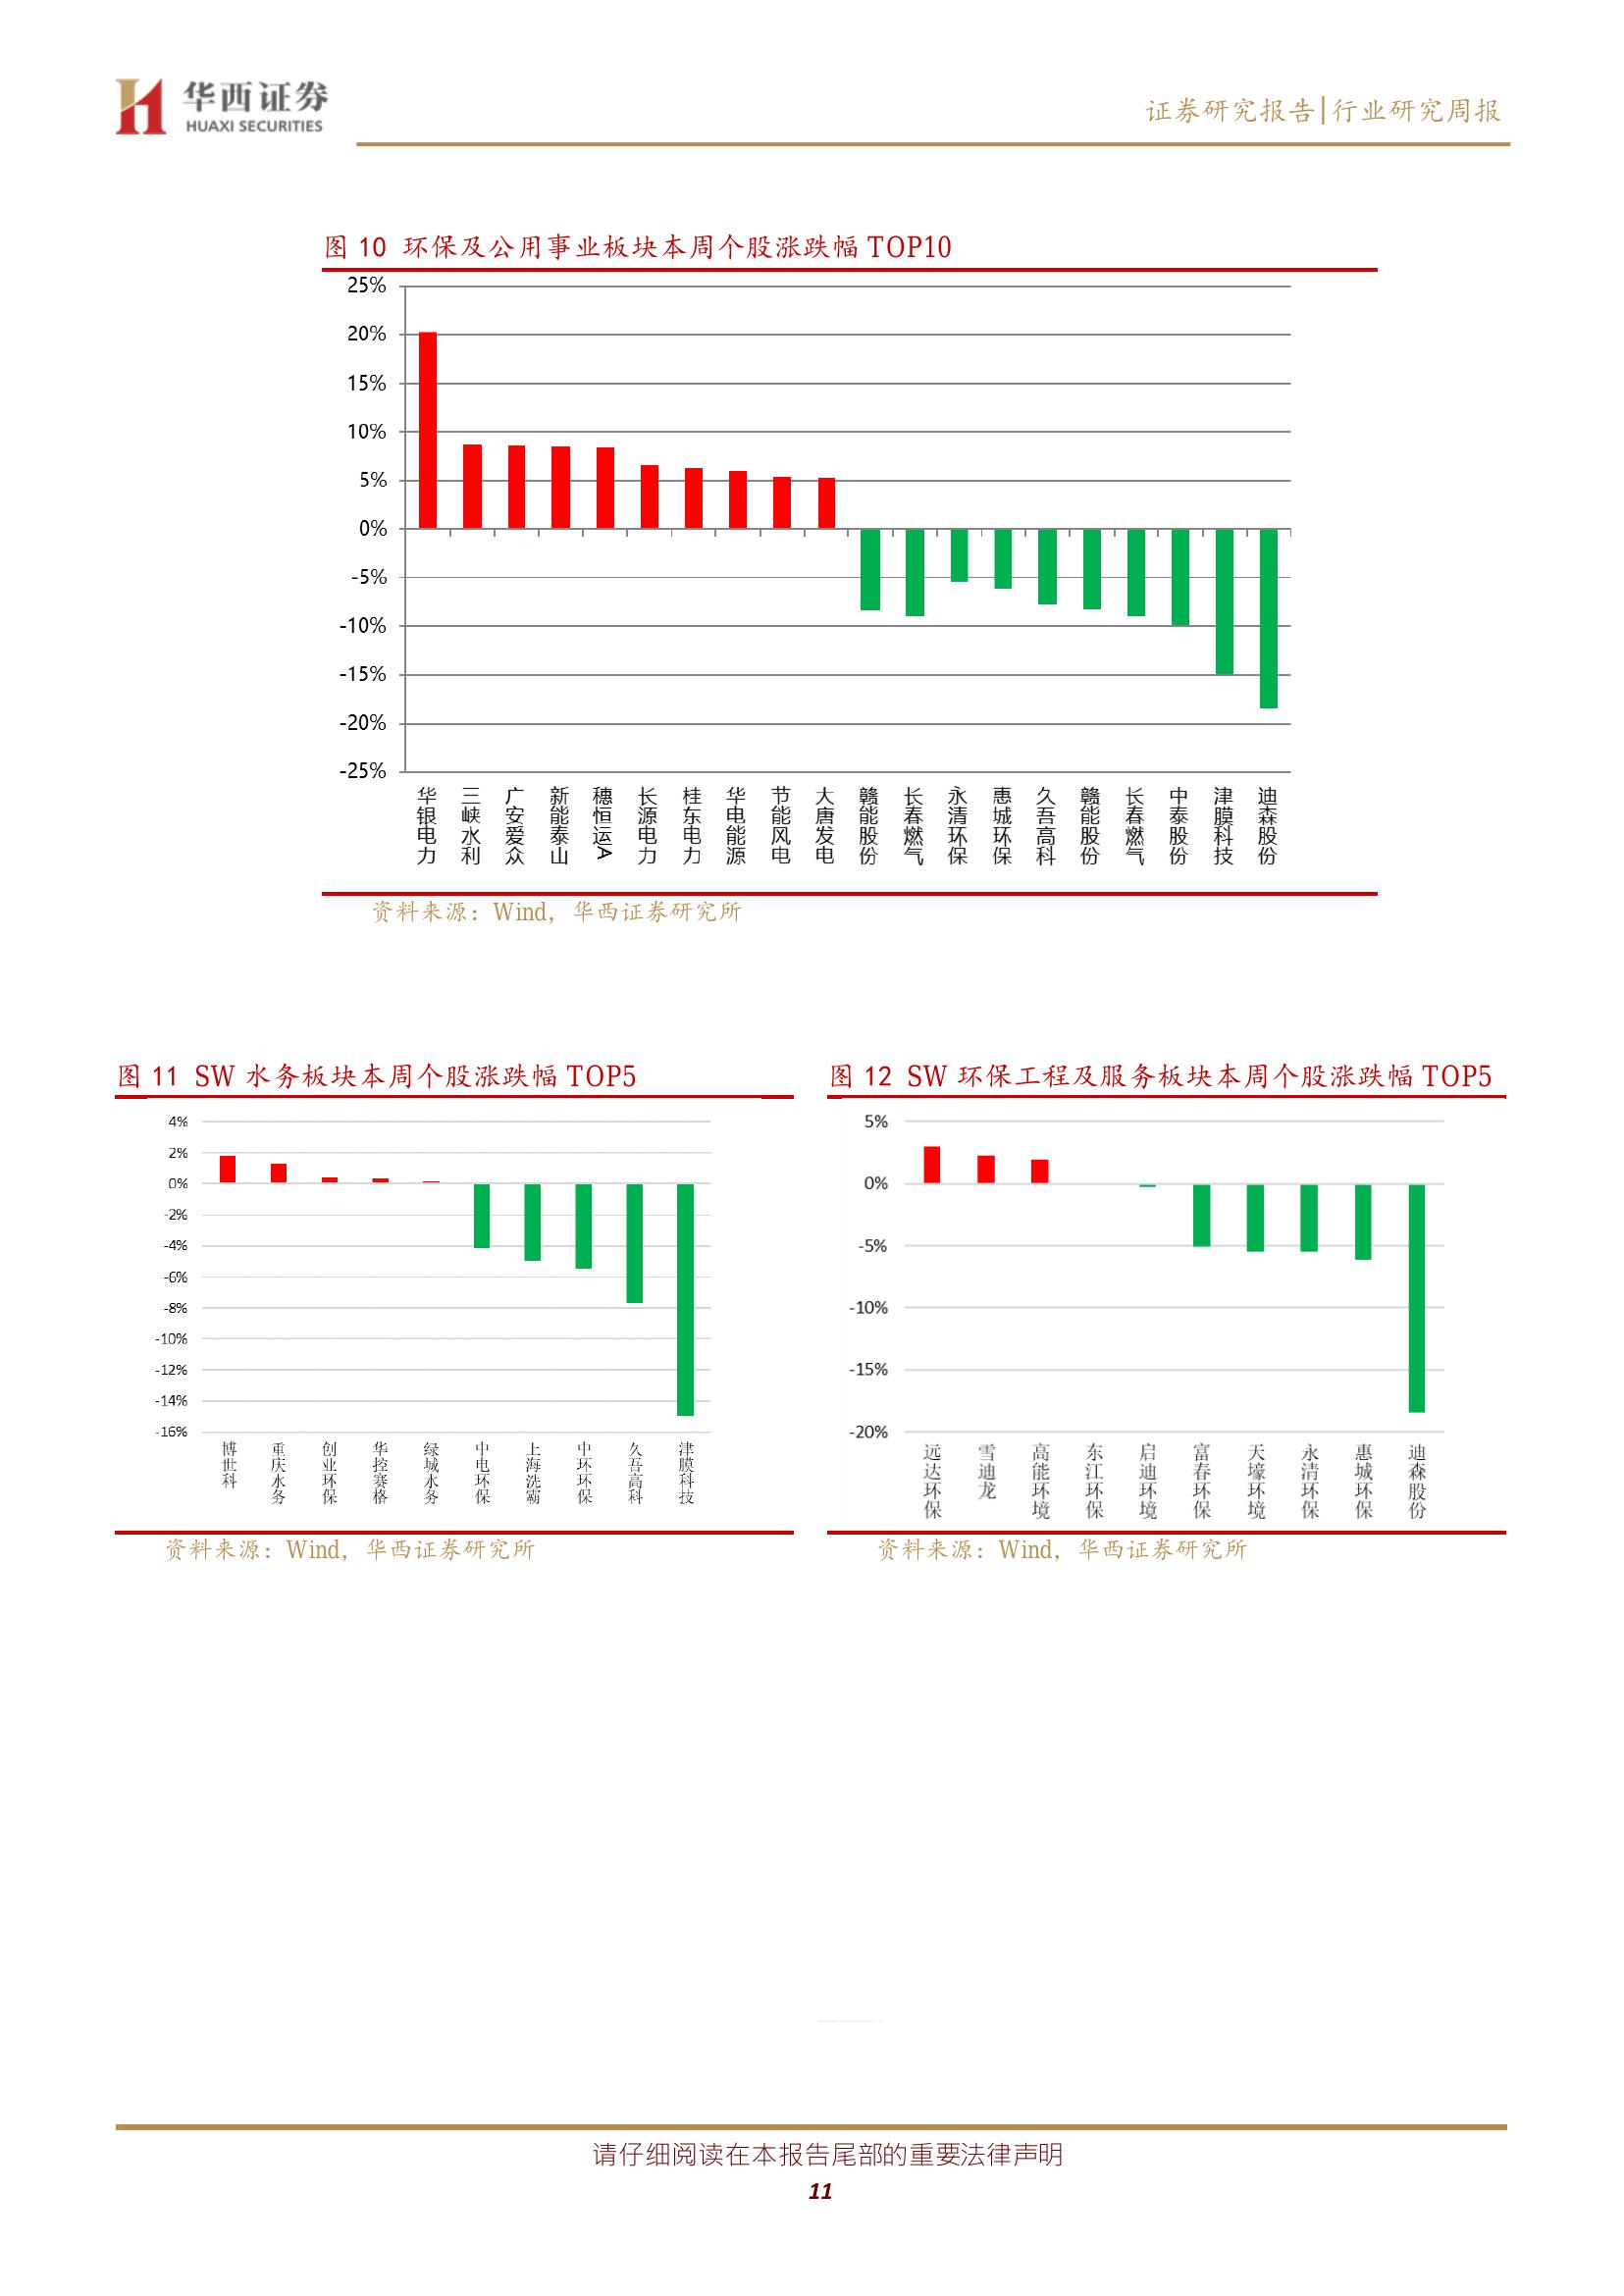 华西证券
HUAXI SECURITIES
证券研究报告|行业研究周报
图 10 环保及公用事业板块本周个股涨跌幅 TOP10
25%
20%
15%
10%
5%
0%
-5%
-10%
-15%
-20%
-25%
华银电力
三峡水利
广安爱众
新能泰山
穗恒运A
长源电力
桂东电力
华电能源
节能风电
大唐发电
赣能股份
长春燃气
永清环保
惠城环保
久吾高科
赣能股份
长春燃气
中泰股份
津膜科技
迪森股份
资料来源：Wind，华西证券研究所
图 11 SW 水务板块本周个股涨跌幅 TOP5
4%
2%
0%
-2%
-4%
-6%
-8%
-10%
-12%
-14%
-16%
博世科
重庆水务
创业环保
华控赛格
绿城水务
中电环保
上海洗霸
中环环保
久吾高科
津膜科技
资料来源：Wind，华西证券研究所
图 12 SW 环保工程及服务板块本周个股涨跌幅 TOP5
5%
0%
-5%
-10%
-15%
-20%
远达环保
雪迪龙
高能环境
东江环保
启迪环境
富春环保
天壕环境
永清环保
惠城环保
迪森股份
资料来源：Wind，华西证券研究所
请仔细阅读在本报告尾部的重要法律声明
11